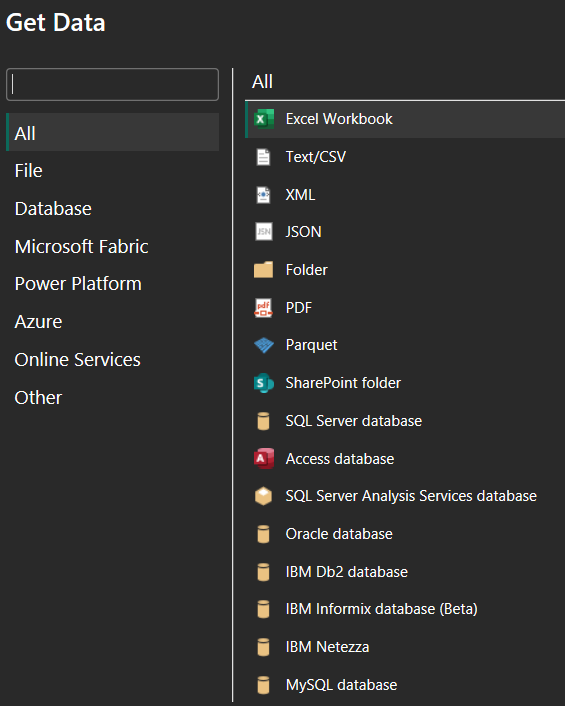 Get Data
All
File
Database
Microsoft Fabric
Power Platform
Azure
Online Services
Other
All
Excel Workbook
Text/CSV
XML
JSON
Folder
PDF
Parquet
SharePoint folder
SQL Server database
Access database
SQL Server Analysis Services database
Oracle database
IBM Db2 database
IBM Informix database (Beta)
IBM Netezza
MySQL database